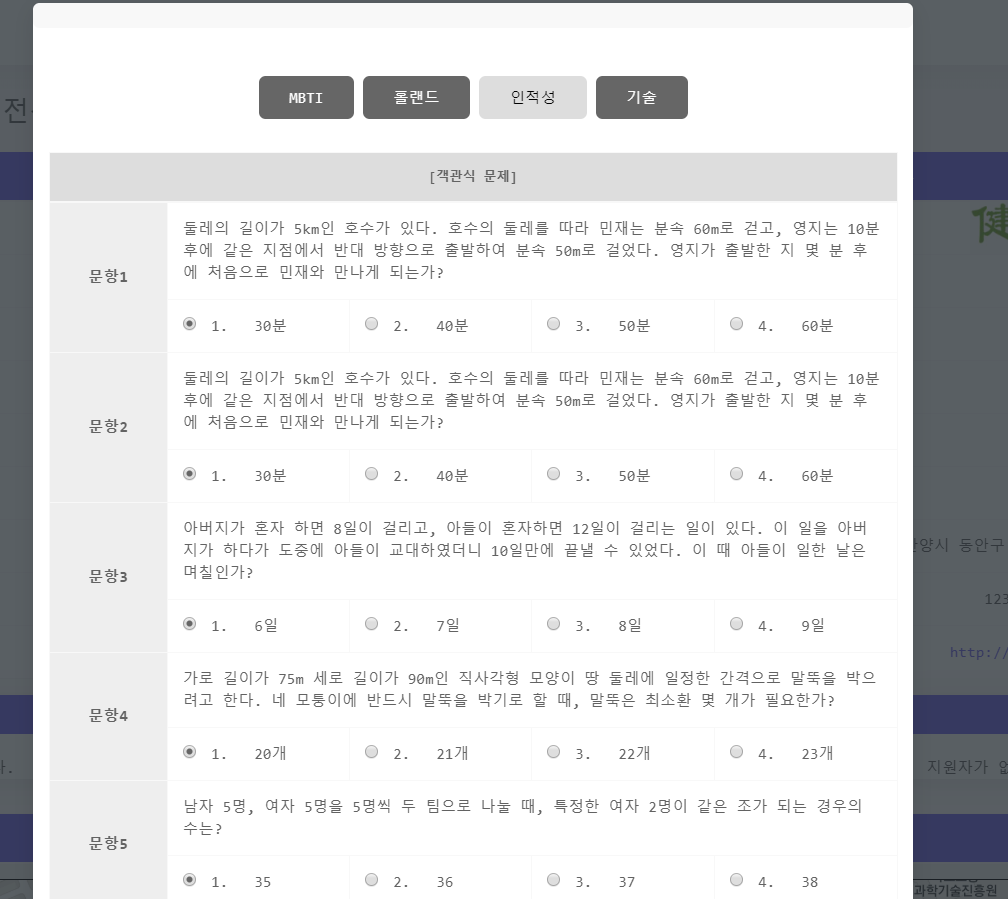 MBTI 홀랜드 인적성 기술
전
[객관식 문제]
둘레의 길이가 5km인 호수가 있다. 호수의 둘레를 따라 민재는 분속 60m로 걷고, 영지는 10분
후에 같은 지점에서 반대 방향으로 출발하여 분속 50m로 걸었다. 영지가 출발한 지 몇 분 후
에 처음으로 민재와 만나게 되는가?
문항1
1. 30분 2. 40분 3. 50분 4. 60분
둘레의 길이가 5km인 호수가 있다. 호수의 둘레를 따라 민재는 분속 60m로 걷고, 영지는 10분
후에 같은 지점에서 반대 방향으로 출발하여 분속 50m로 걸었다. 영지가 출발한 지 몇 분 후
에 처음으로 민재와 만나게 되는가?
문항2
1. 30분 2. 40분 3. 50분 4. 60분
아버지가 혼자 하면 8일이 걸리고, 아들이 혼자하면 12일이 걸리는 일이 있다. 이 일을 아버
지가 하다가 도중에 아들이 교대하였더니 10일만에 끝낼 수 있었다. 이 때 아들이 일한 날은
며칠인가?
문항3
1. 6일 2. 7일 3. 8일 4. 9일
가로 길이가 75m 세로 길이가 90m인 직사각형 모양이 땅 둘레에 일정한 간격으로 말뚝을 박으
려고 한다. 네 모퉁이에 반드시 말뚝을 박기로 할 때, 말뚝은 최소환 몇 개가 필요한가?
문항4
1. 20개 2. 21개 3. 22개 4. 23개
남자 5명, 여자 5명을 5명씩 두 팀으로 나눌 때, 특정한 여자 2명이 같은 조가 되는 경우의
수는?
문항5
1. 35 2. 36 3. 37 4. 38
양시 동안구
123
http://
지원자가
과학기술진흥원